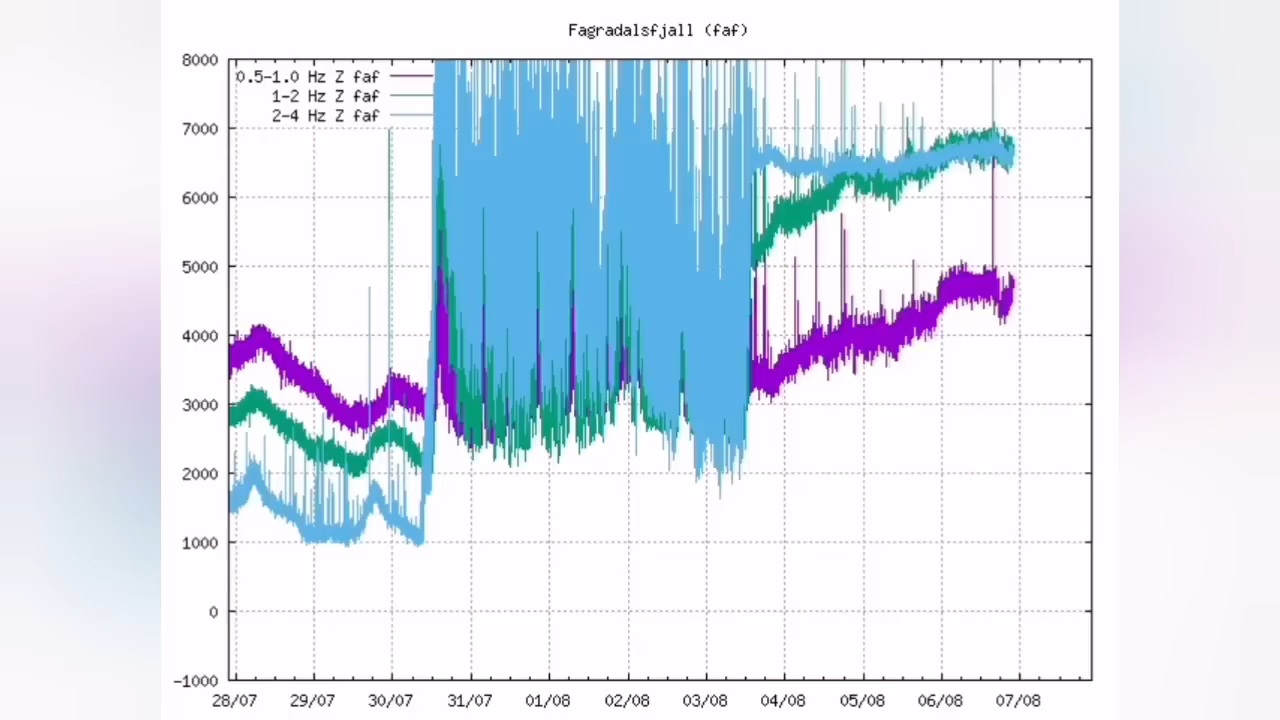 Fagradalsfjall (faf)
8000
0.5-1.0 Hz Z faf
1-2 Hz Z faf
2-4 Hz Z faf
7000
6000
5000
4000
3000
2000
1000
0
-1000
28/07 29/07 30/07 31/07 01/08 02/08 03/08 04/08 05/08 06/08 07/08